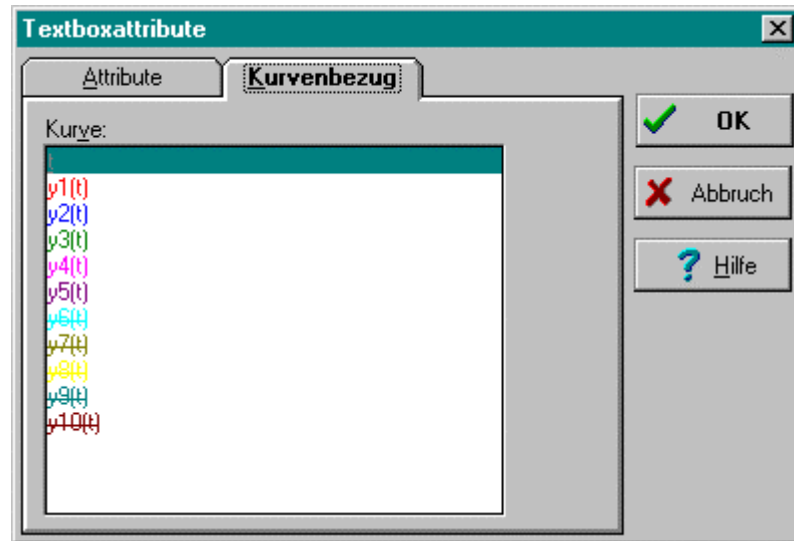 Textboxattribute
Attribute
Kurvenbezug
Kurve:
t
y1(t)
y2(t)
y3(t)
y4(t)
y5(t)
y6(t)
y7(t)
y8(t)
y9(t)
y10(t)
OK
Abbruch
Hilfe